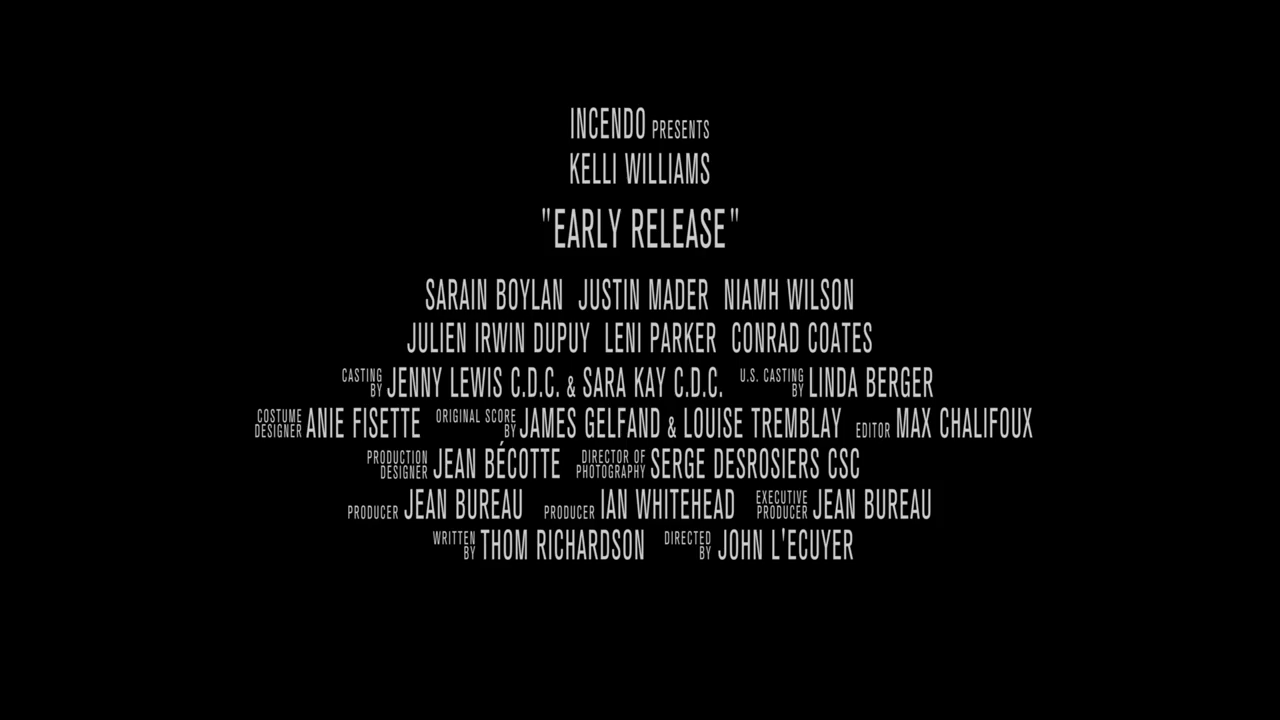 INCENDO PRESENTS
KELLI WILLIAMS
"EARLY RELEASE"
SARAIN BOYLAN JUSTIN MADER NIAMH WILSON
JULIEN IRWIN DUPUY LENI PARKER CONRAD COATES
CASTING BY JENNY LEWIS C.D.C. & SARA KAY C.D.C. U.S. CASTING BY LINDA BERGER
COSTUME DESIGNER ANIE FISETTE ORIGINAL SCORE BY JAMES GELFAND & LOUISE TREMBLAY EDITOR MAX CHALIFOUX
PRODUCTION DESIGNER JEAN BÉCOTTE DIRECTOR OF PHOTOGRAPHY SERGE DESROSIERS CSC
PRODUCER JEAN BUREAU PRODUCER IAN WHITEHEAD EXECUTIVE PRODUCER JEAN BUREAU
WRITTEN BY THOM RICHARDSON DIRECTED BY JOHN L'ECUYER